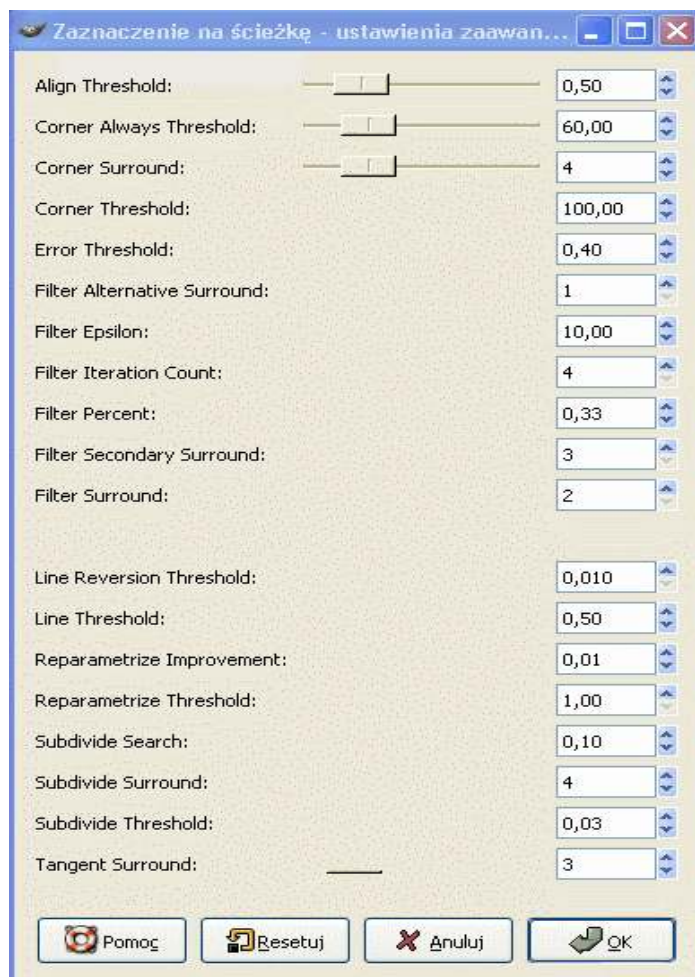 Zaznaczenie na ścieżkę - ustawienia zaawan...
Align Threshold: 0,50
Corner Always Threshold: 60,00
Corner Surround: 4
Corner Threshold: 100,00
Error Threshold: 0,40
Filter Alternative Surround: 1
Filter Epsilon: 10,00
Filter Iteration Count: 4
Filter Percent: 0,33
Filter Secondary Surround: 3
Filter Surround: 2
Line Reversion Threshold: 0,010
Line Threshold: 0,50
Reparametrize Improvement: 0,01
Reparametrize Threshold: 1,00
Subdivide Search: 0,10
Subdivide Surround: 4
Subdivide Threshold: 0,03
Tangent Surround: 3
Pomoc Resetuj Anuluj OK